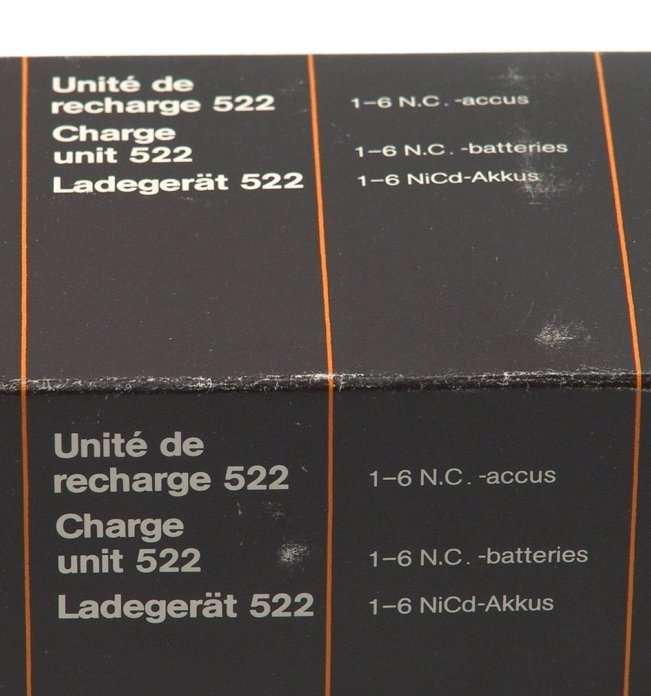 Unité de
recharge 522
1-6 N.C. -accus
Charge
unit 522
1-6 N.C. -batteries
Ladegerät 522
1-6 NiCd-Akkus
Unité de
recharge 522
1-6 N.C. -accus
Charge
unit 522
1-6 N.C. -batteries
Ladegerät 522
1-6 NiCd-Akkus